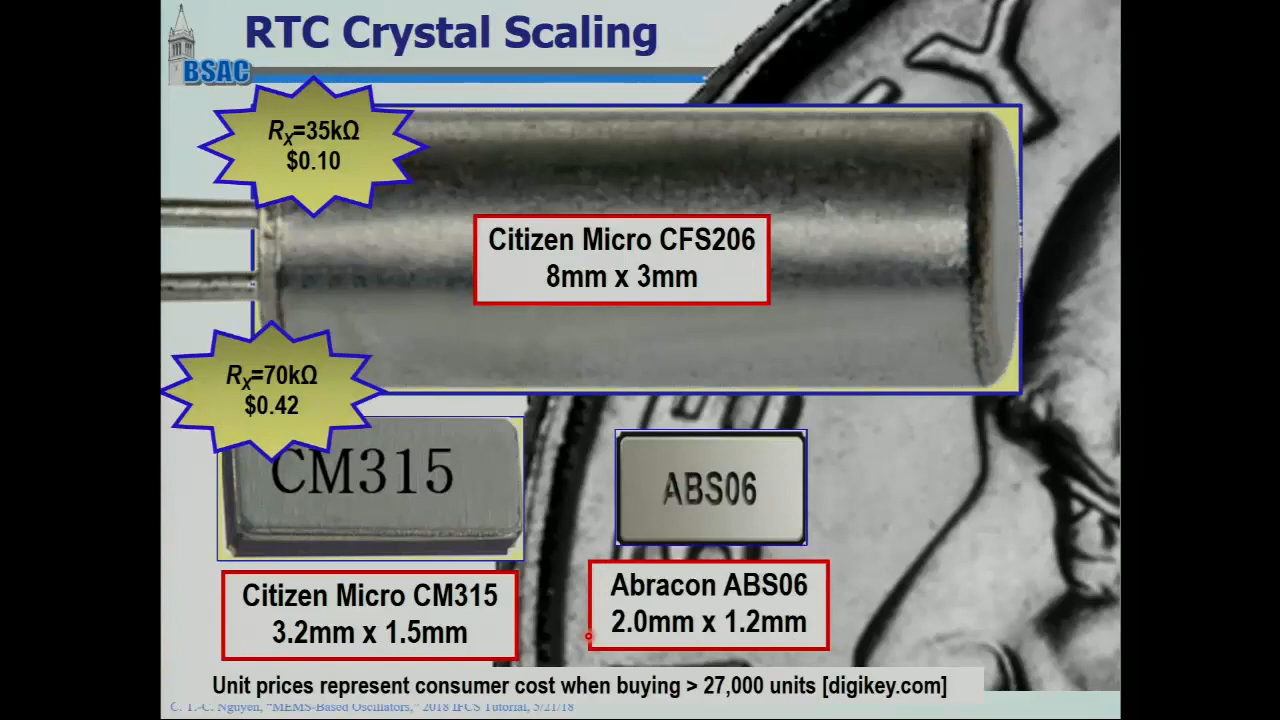 RTC Crystal Scaling
BSAC
Rx=35kΩ
$0.10
Citizen Micro CFS206
8mm x 3mm
Rx=70kΩ
$0.42
CM315
ABS06
Citizen Micro CM315
3.2mm x 1.5mm
Abracon ABS06
2.0mm x 1.2mm
Unit prices represent consumer cost when buying > 27,000 units [digikey.com]
C. T.-C. Nguyen, "MEMS-Based Oscillators," 2018 IFCS Tutorial, 5/21/18